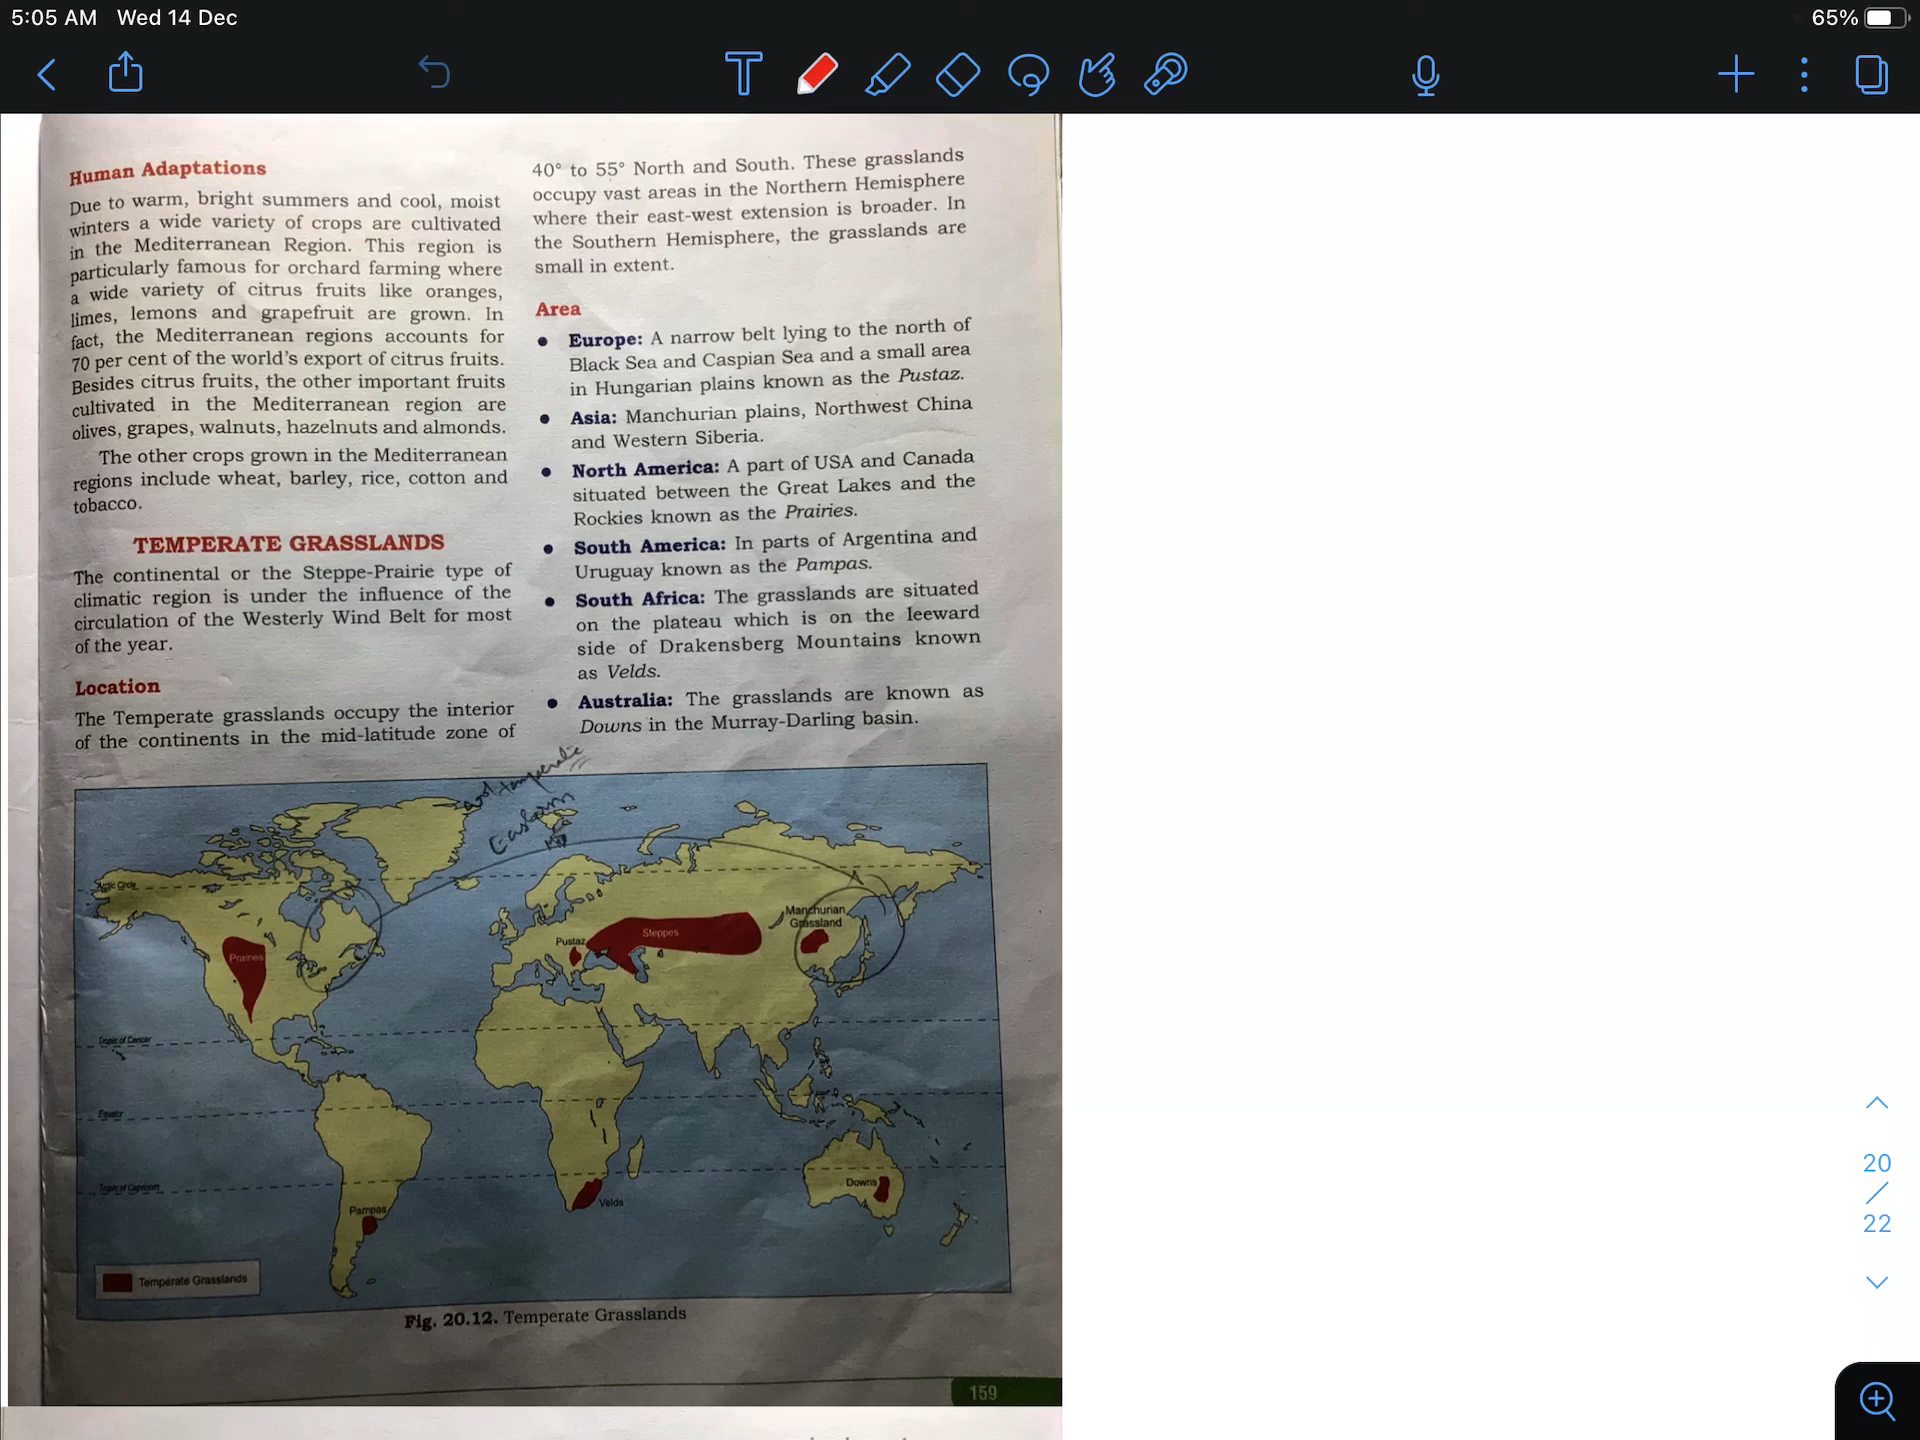 5:05 AM Wed 14 Dec
65%
Human Adaptations
Due to warm, bright summers and cool, moist
winters a wide variety of crops are cultivated
in the Mediterranean Region. This region is
particularly famous for orchard farming where
a wide variety of citrus fruits like oranges,
limes, lemons and grapefruit are grown. In
fact, the Mediterranean regions accounts for
70 per cent of the world's export of citrus fruits.
Besides citrus fruits, the other important fruits
cultivated in the Mediterranean region are
olives, grapes, walnuts, hazelnuts and almonds.
The other crops grown in the Mediterranean
regions include wheat, barley, rice, cotton and
tobacco.
TEMPERATE GRASSLANDS
The continental or the Steppe-Prairie type of
climatic region is under the influence of the
circulation of the Westerly Wind Belt for most
of the year.
Location
The Temperate grasslands occupy the interior
of the continents in the mid-latitude zone of
40° to 55° North and South. These grasslands
occupy vast areas in the Northern Hemisphere
where their east-west extension is broader. In
the Southern Hemisphere, the grasslands are
small in extent.
Area
• Europe: A narrow belt lying to the north of
Black Sea and Caspian Sea and a small area
in Hungarian plains known as the Pustaz.
• Asia: Manchurian plains, Northwest China
and Western Siberia.
• North America: A part of USA and Canada
situated between the Great Lakes and the
Rockies known as the Prairies.
• South America: In parts of Argentina and
Uruguay known as the Pampas.
• South Africa: The grasslands are situated
on the plateau which is on the leeward
side of Drakensberg Mountains known
as Velds.
• Australia: The grasslands are known as
Downs in the Murray-Darling basin.
temperate
Eastern
Arctic Circle
Manchurian
Grassland
Steppes
Pustaz
Prairies
Tropic of Cancer
Equator
Tropic of Capricorn
Downs
Velds
Pampas
Temperate Grasslands
Fig. 20.12. Temperate Grasslands
159
20
/
22